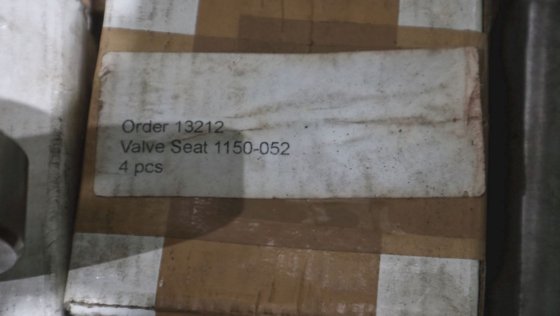 Order 13212
Valve Seat 1150-052
4 pcs